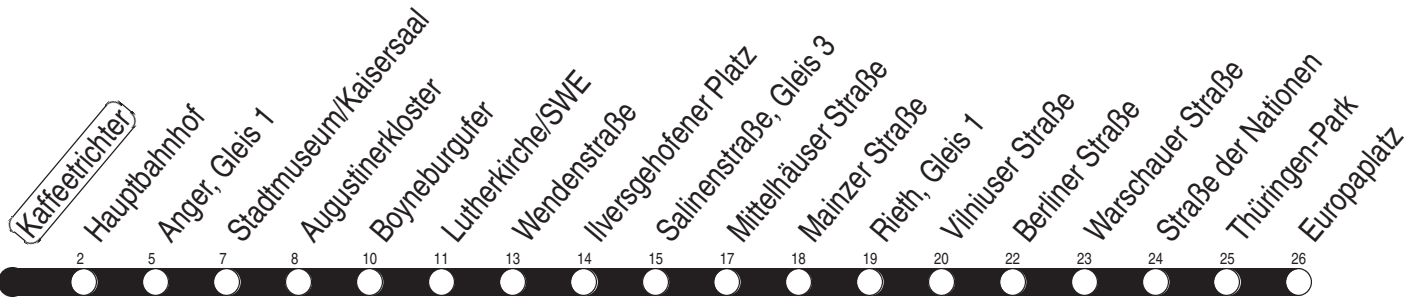 Kaffeetrichter
Hauptbahnhof
Anger, Gleis 1
Stadtmuseum/Kaisersaal
Augustinerkloster
Boyneburgufer
Lutherkirche/SWE
Wendenstraße
Ilversgehofener Platz
Salinenstraße, Gleis 3
Mittelhäuser Straße
Mainzer Straße
Rieth, Gleis 1
Vilniuser Straße
Berliner Straße
Warschauer Straße
Straße der Nationen
Thüringen-Park
Europaplatz
2 5 7 8 10 11 13 14 15 17 18 19 20 22 23 24 25 26